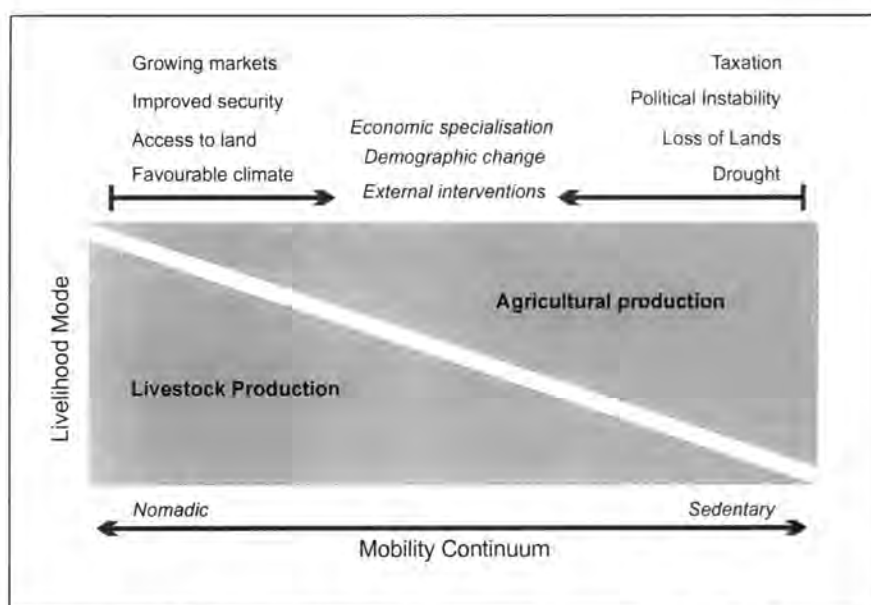 Growing markets
Improved security
Access to land
Favourable climate
Economic specialisation
Demographic change
External interventions
Taxation
Political Instability
Loss of Lands
Drought
Livelihood Mode
Agricultural production
Livestock Production
Nomadic
Sedentary
Mobility Continuum